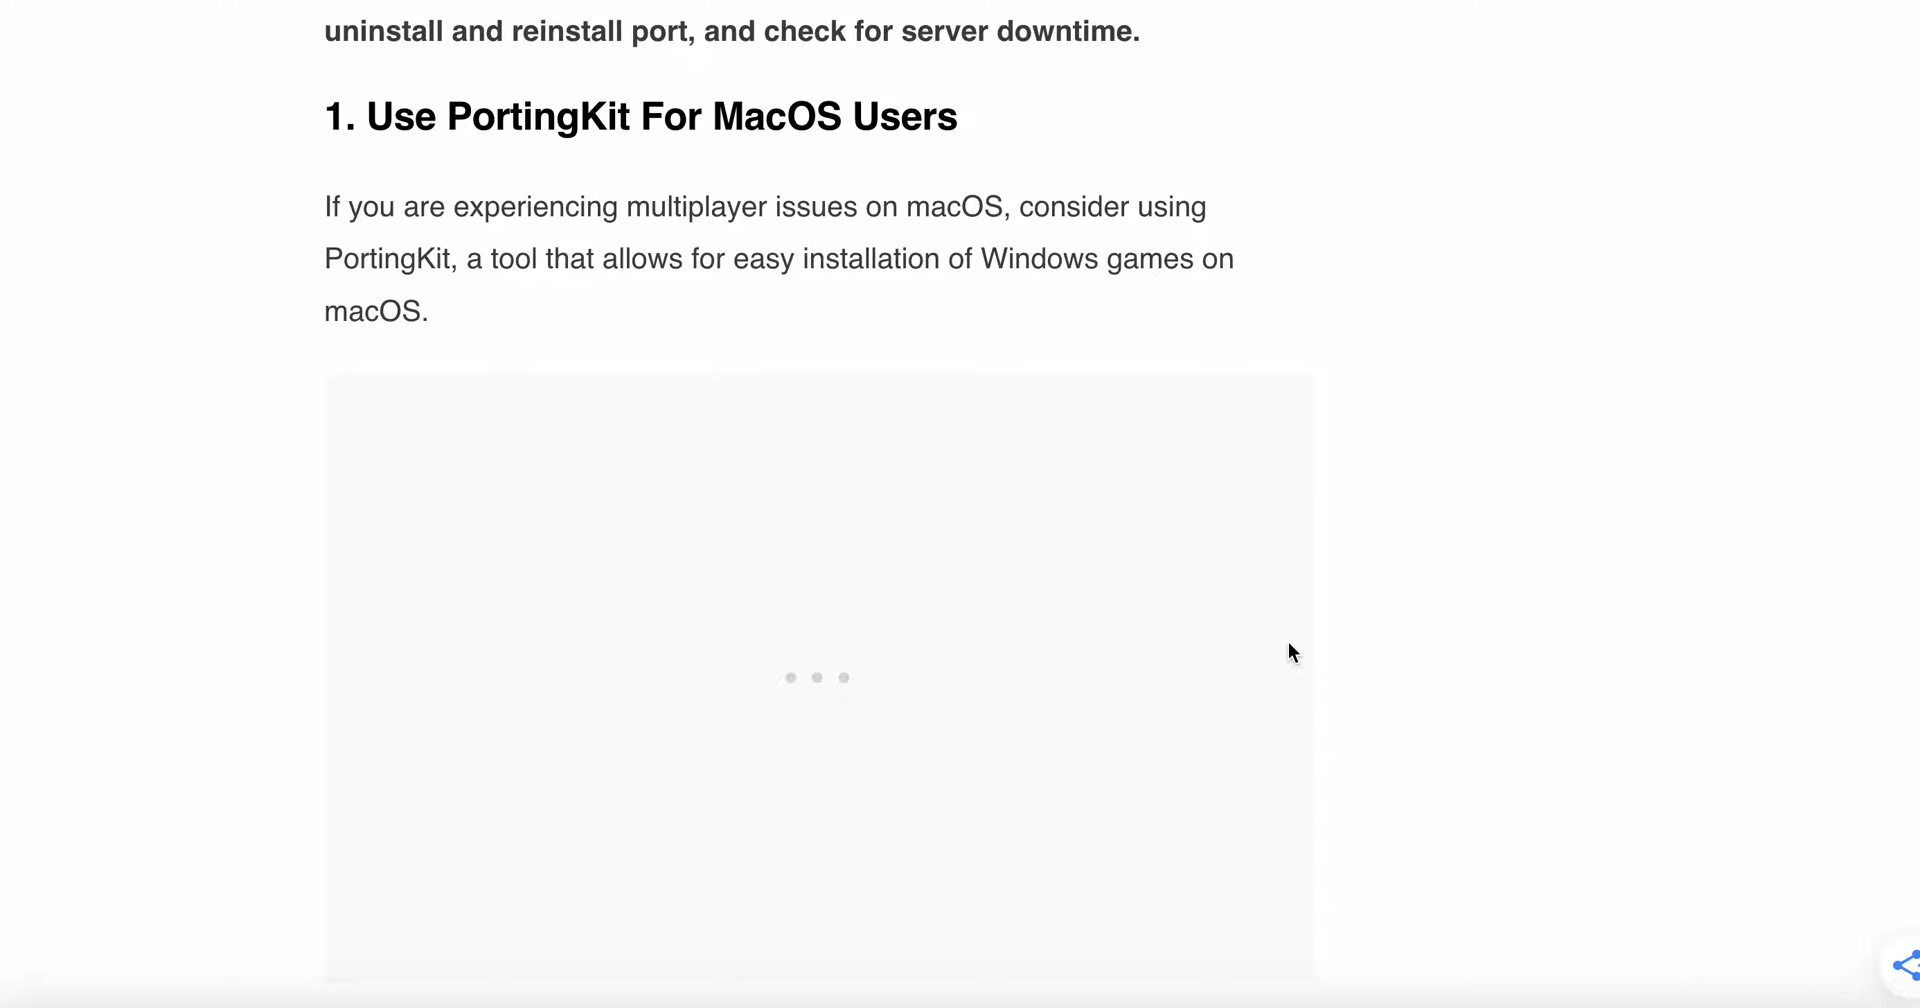 uninstall and reinstall port, and check for server downtime.
1. Use PortingKit For MacOS Users
If you are experiencing multiplayer issues on macOS, consider using
PortingKit, a tool that allows for easy installation of Windows games on
macOS.